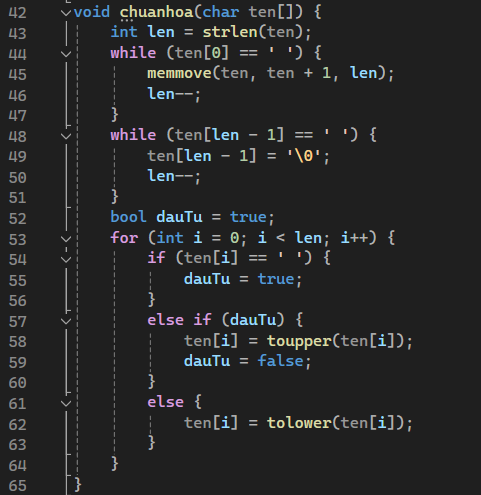 42 void chuanhoa(char ten[]) {
43     int len = strlen(ten);
44     while (ten[0] == ' ') {
45         memmove(ten, ten + 1, len);
46         len--;
47     }
48     while (ten[len - 1] == ' ') {
49         ten[len - 1] = '\0';
50         len--;
51     }
52     bool dauTu = true;
53     for (int i = 0; i < len; i++) {
54         if (ten[i] == ' ') {
55             dauTu = true;
56         }
57         else if (dauTu) {
58             ten[i] = toupper(ten[i]);
59             dauTu = false;
60         }
61         else {
62             ten[i] = tolower(ten[i]);
63         }
64     }
65 }